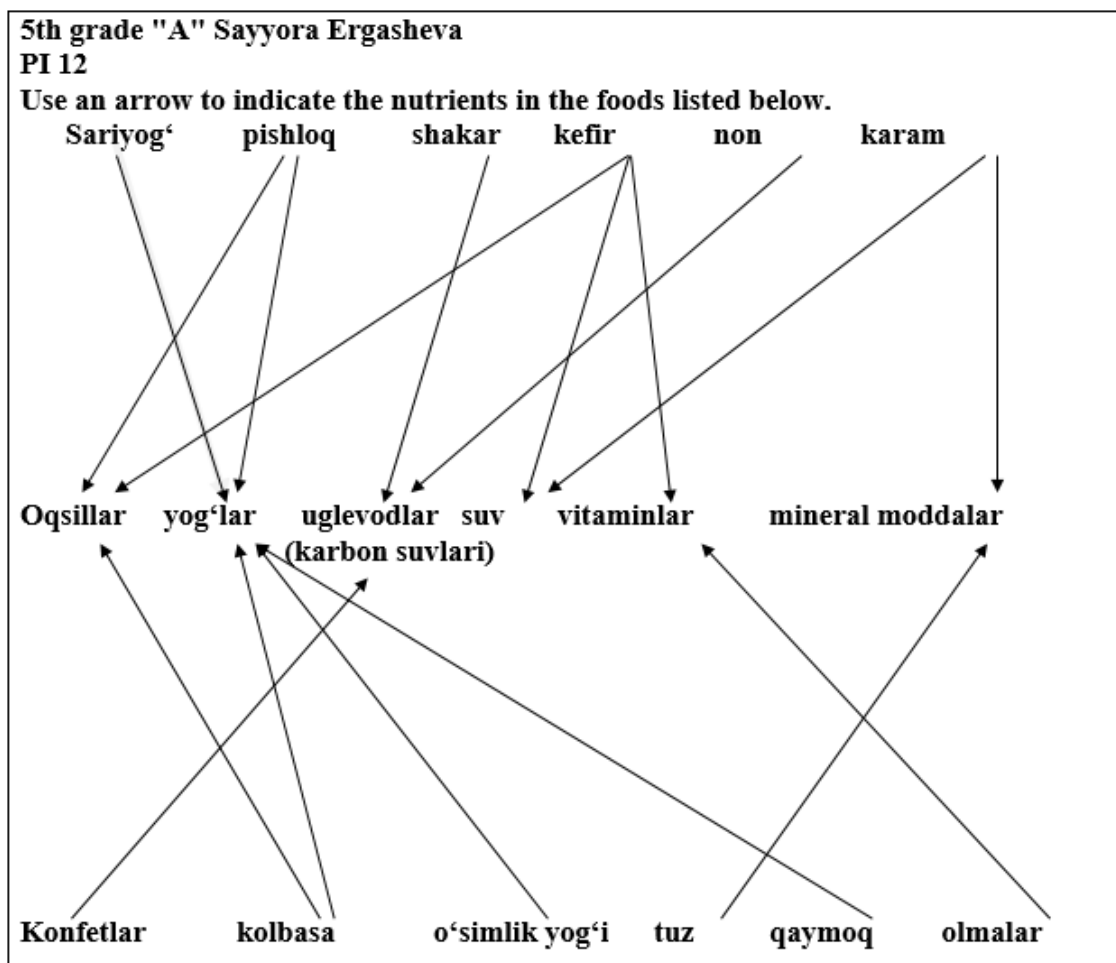 5th grade "A" Sayyora Ergasheva
PI 12
Use an arrow to indicate the nutrients in the foods listed below.
Sariyog‘ pishloq shakar kefir non karam
Oqsillar yog‘lar uglevodlar suv vitaminlar mineral moddalar
(karbon suvlari)
Konfetlar kolbasa o‘simlik yog‘i tuz qaymoq olmalar